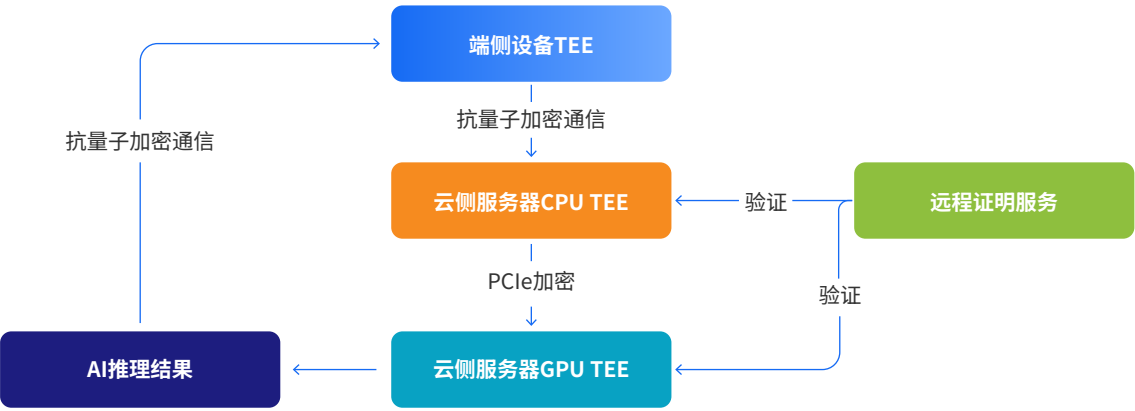 端侧设备TEE
抗量子加密通信
抗量子加密通信
云侧服务器CPU TEE
验证
远程证明服务
PCIe加密
验证
AI推理结果
云侧服务器GPU TEE